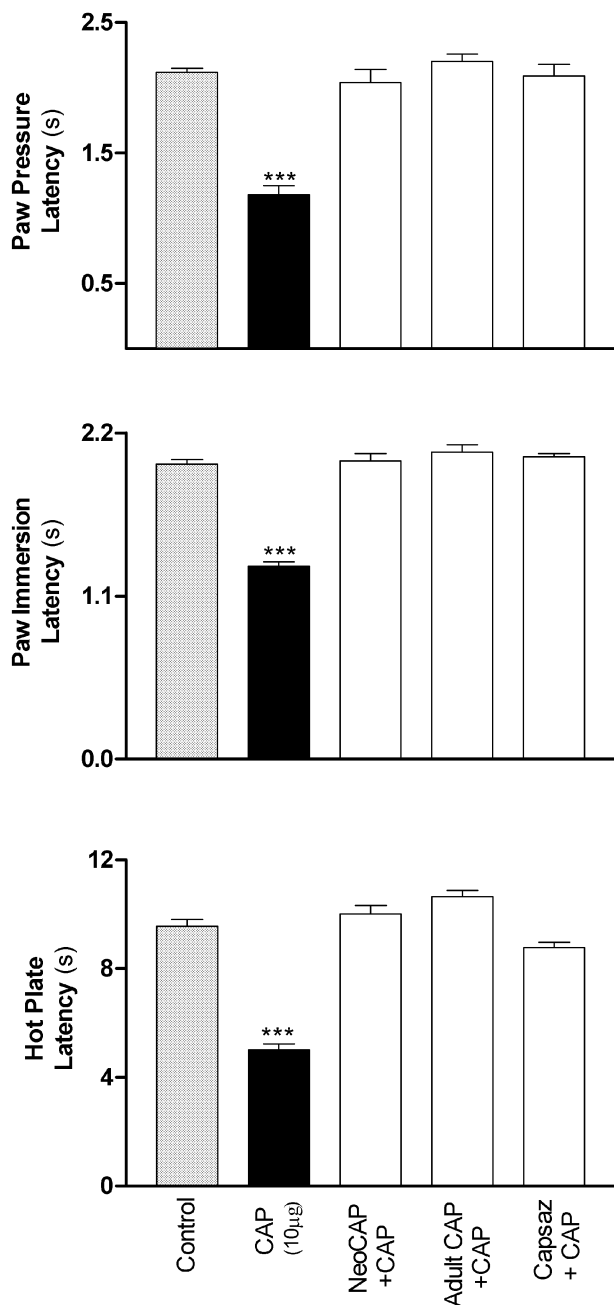 2.5
1.5
0.5
Paw Pressure
Latency (s)
***
2.2
1.1
0.0
Paw Immersion
Latency (s)
***
12
8
4
0
Hot Plate
Latency (s)
***
Control
CAP
(10µg)
NeoCAP
+CAP
Adult CAP
+CAP
Capsaz
+ CAP